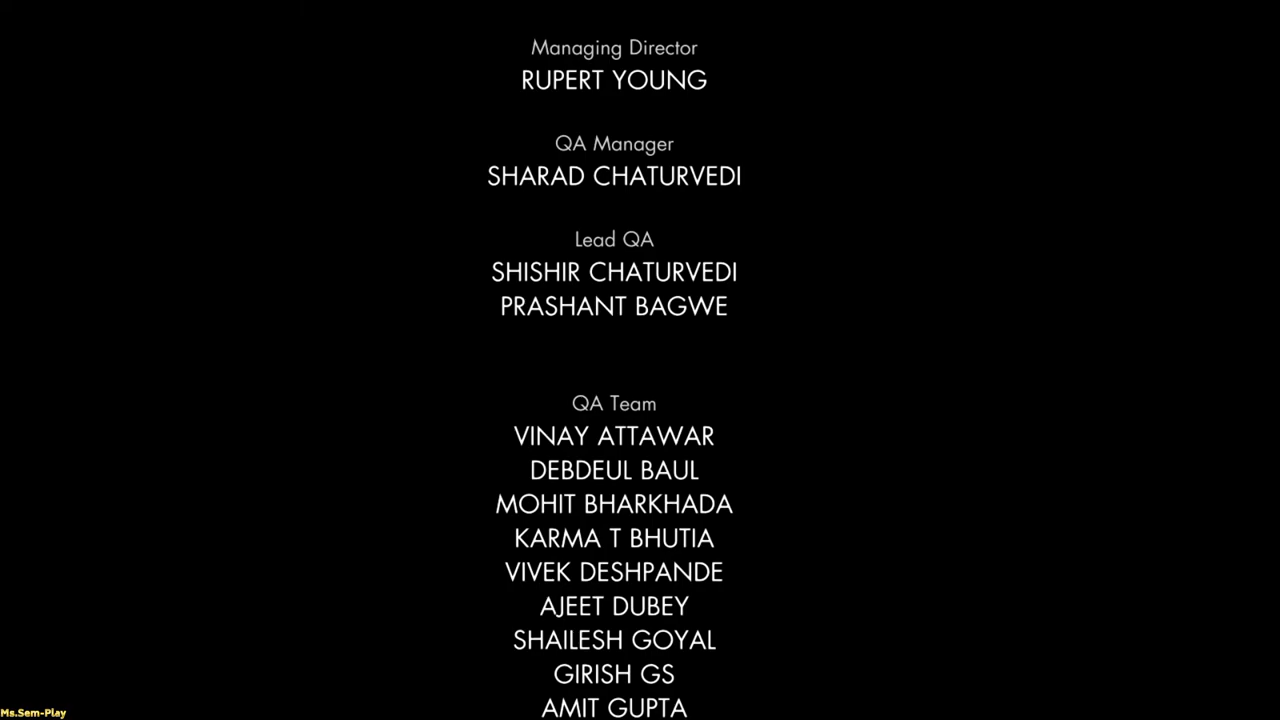 Managing Director
RUPERT YOUNG
QA Manager
SHARAD CHATURVEDI
Lead QA
SHISHIR CHATURVEDI
PRASHANT BAGWE
QA Team
VINAY ATTAWAR
DEBDEUL BAUL
MOHIT BHARKHADA
KARMA T BHUTIA
VIVEK DESHPANDE
AJEET DUBEY
SHAILESH GOYAL
GIRISH GS
AMIT GUPTA
Ms.Sem-Play